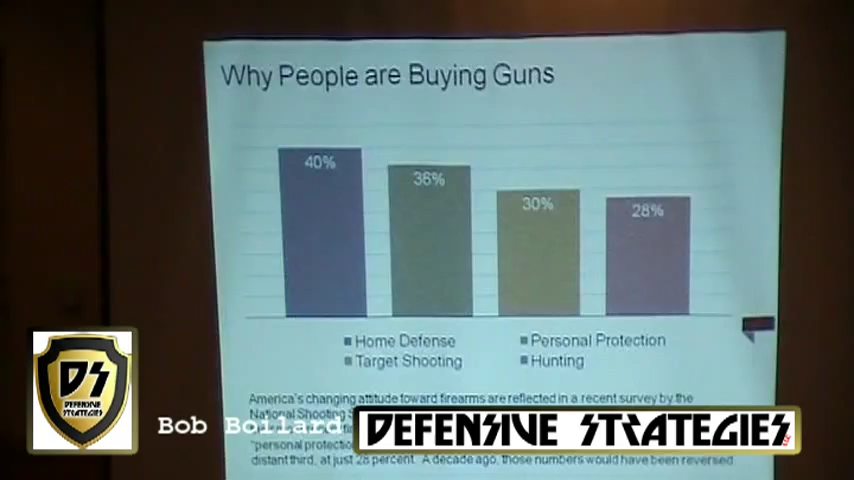 Why People are Buying Guns
40%
36%
30%
28%
Home Defense
Personal Protection
Target Shooting
Hunting
America's changing attitude toward firearms are reflected in a recent survey by the
National Shooting
"personal protection
distant third, at just 28 percent. A decade ago, those numbers would have been reversed
DS
DEFENSIVE
STRATEGIES
Bob Boilard
DEFENSIVE STRATEGIES